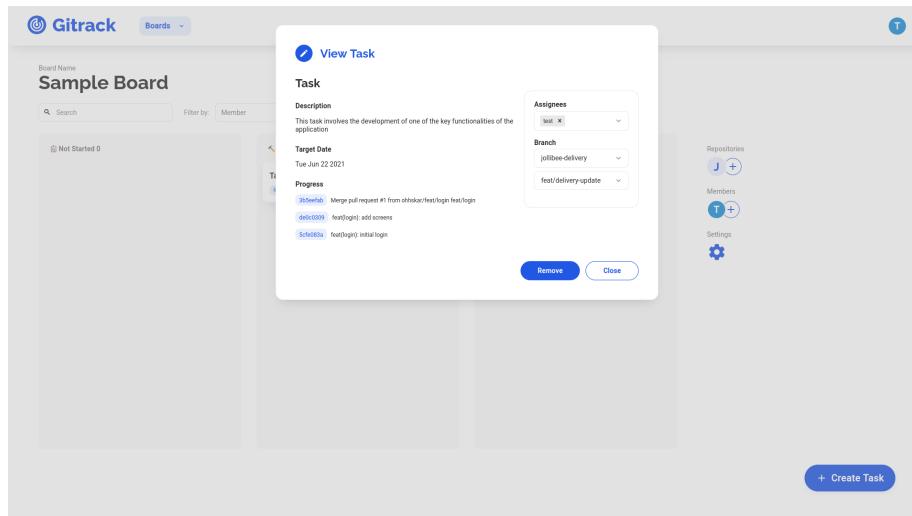 Gitrack
Boards
T
View Task
Board Name
Sample Board
Search
Filter by:
Member
Task
Description
This task involves the development of one of the key functionalities of the
application
Target Date
Tue Jun 22 2021
Progress
3b5eefab Merge pull request #1 from ohhskar/feat/login feat/login
de0c0309 feat(login): add screens
5cfe083a feat(login): initial login
Assignees
test ×
Branch
jollibee-delivery
feat/delivery-update
Remove
Close
Not Started 0
Ta
Repositories
J +
Members
T +
Settings
+ Create Task